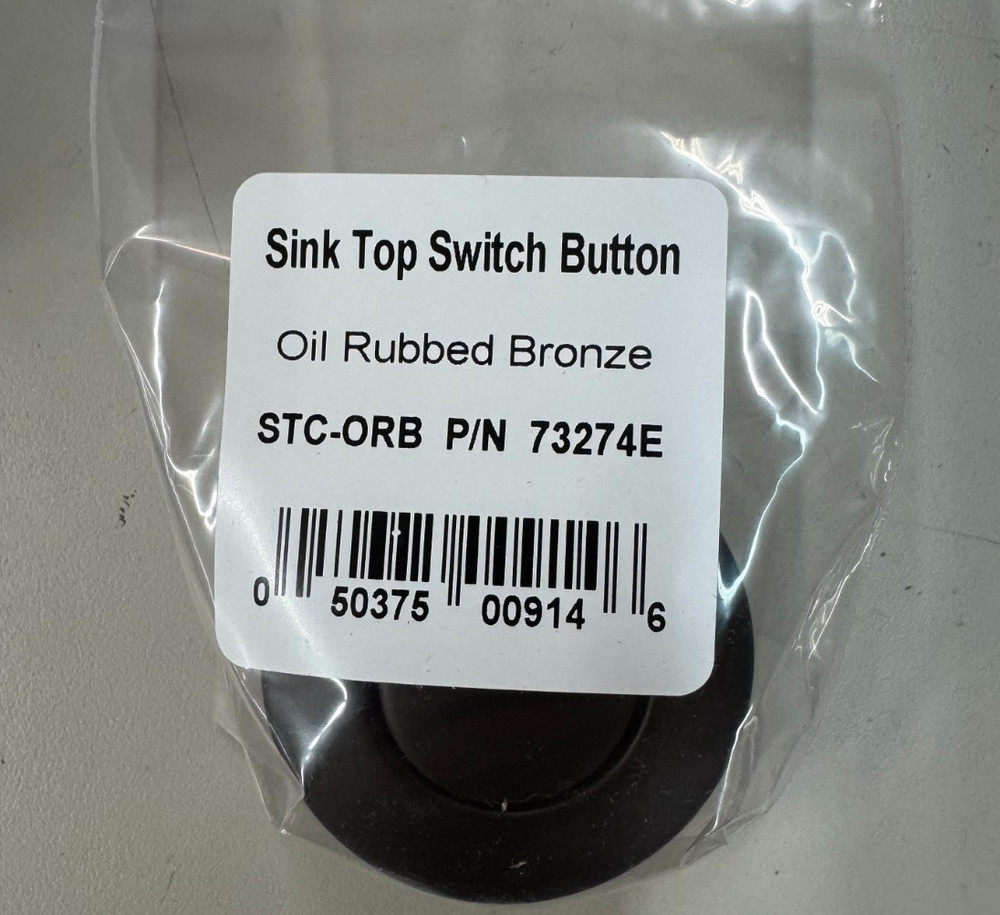 Sink Top Switch Button
Oil Rubbed Bronze
STC-ORB P/N 73274E
0 50375 00914 6